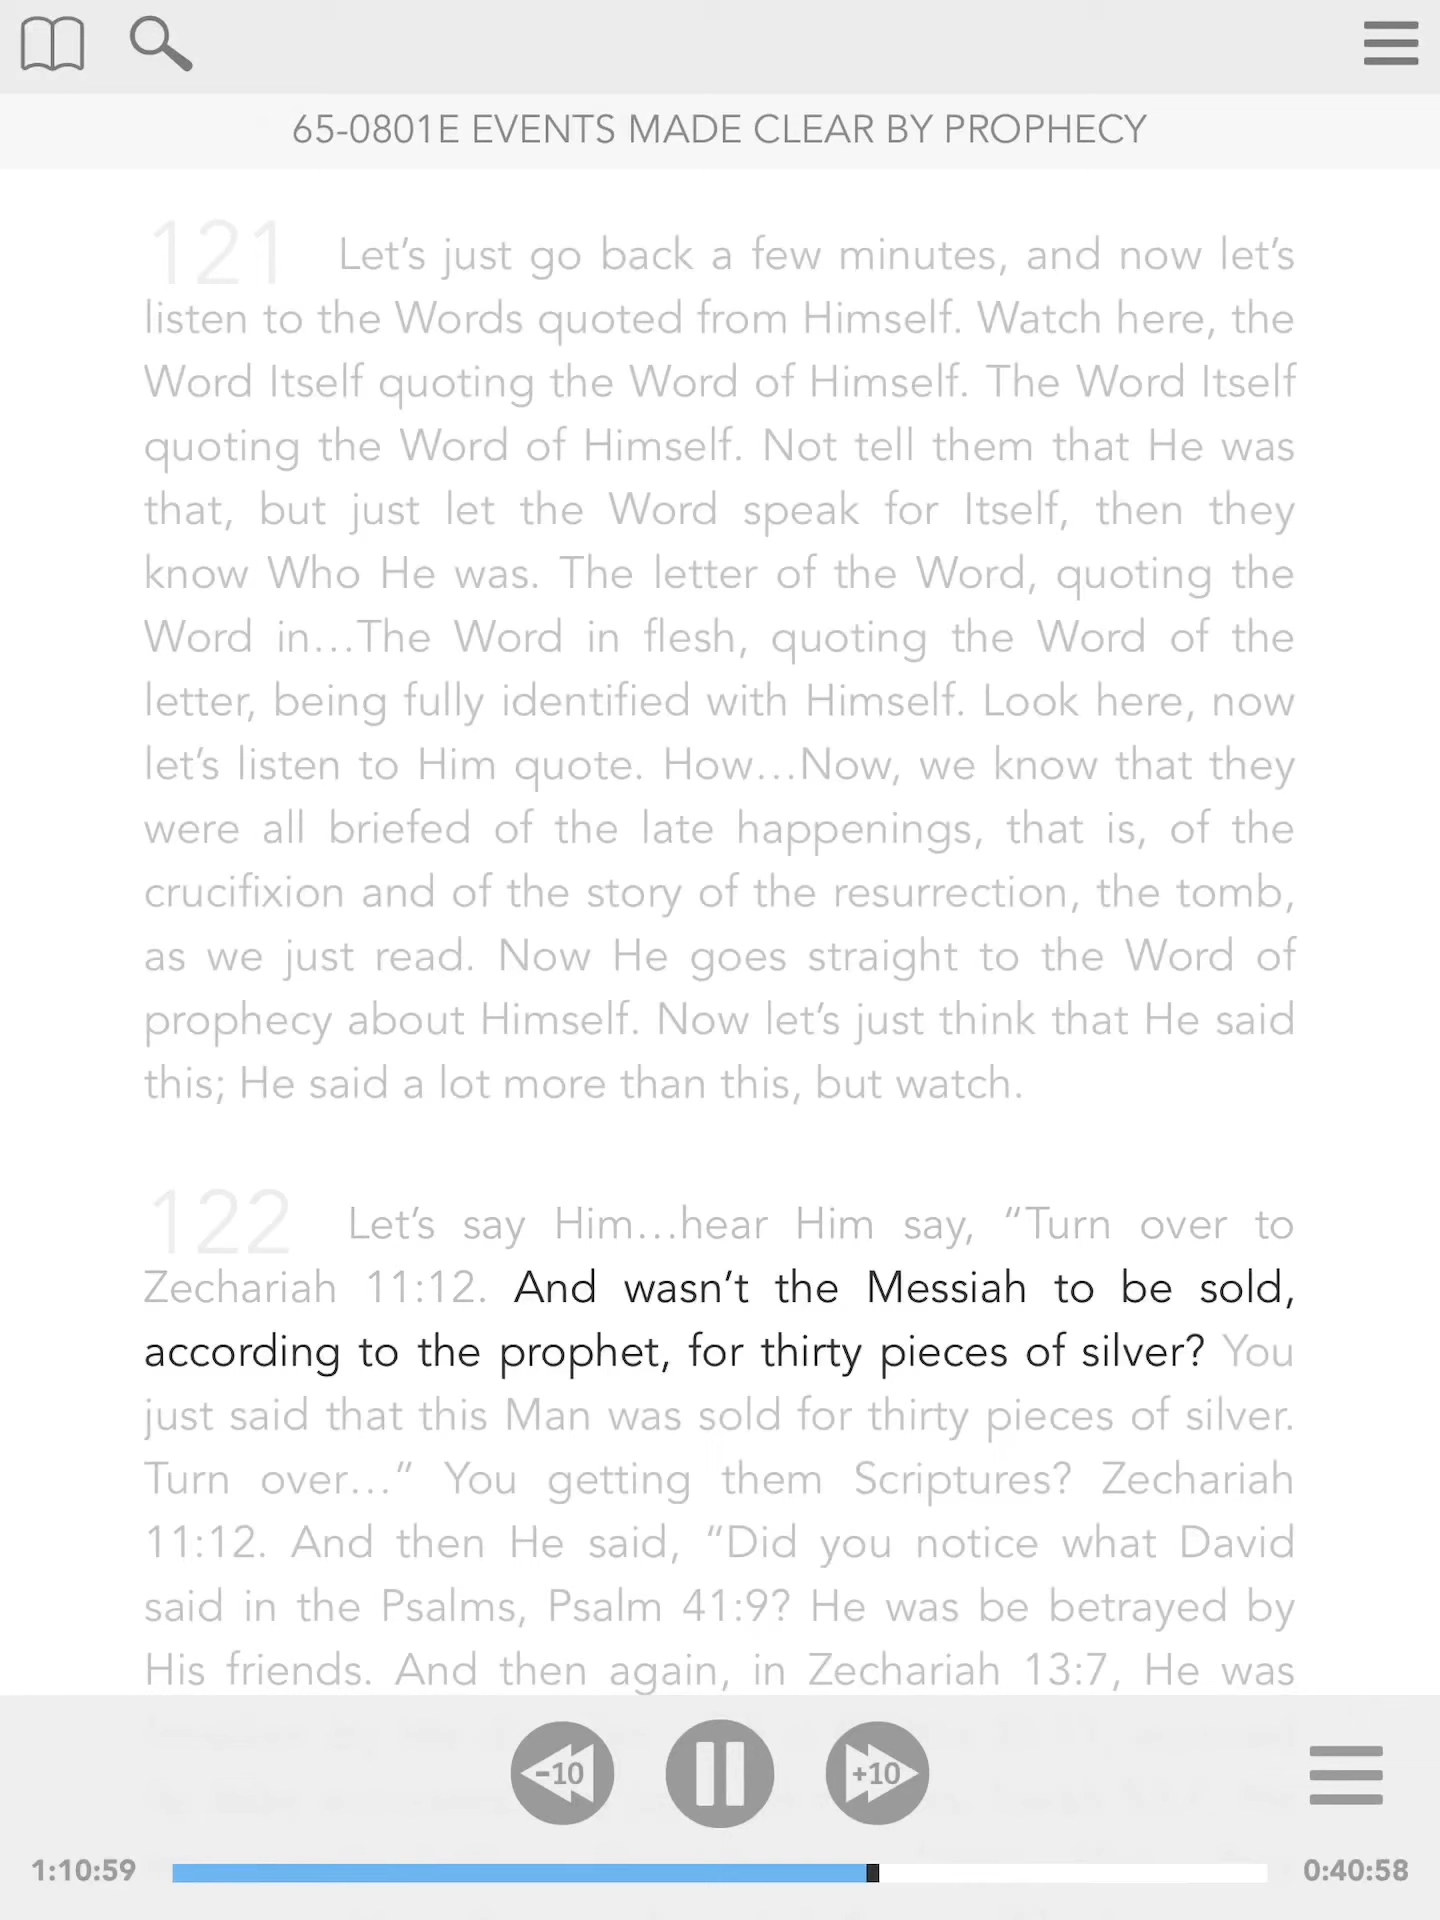 65-0801E EVENTS MADE CLEAR BY PROPHECY
121 Let’s just go back a few minutes, and now let’s
listen to the Words quoted from Himself. Watch here, the
Word Itself quoting the Word of Himself. The Word Itself
quoting the Word of Himself. Not tell them that He was
that, but just let the Word speak for Itself, then they
know Who He was. The letter of the Word, quoting the
Word in…The Word in flesh, quoting the Word of the
letter, being fully identified with Himself. Look here, now
let’s listen to Him quote. How…Now, we know that they
were all briefed of the late happenings, that is, of the
crucifixion and of the story of the resurrection, the tomb,
as we just read. Now He goes straight to the Word of
prophecy about Himself. Now let’s just think that He said
this; He said a lot more than this, but watch.
122 Let’s say Him…hear Him say, “Turn over to
Zechariah 11:12. And wasn’t the Messiah to be sold,
according to the prophet, for thirty pieces of silver? You
just said that this Man was sold for thirty pieces of silver.
Turn over…” You getting them Scriptures? Zechariah
11:12. And then He said, “Did you notice what David
said in the Psalms, Psalm 41:9? He was be betrayed by
His friends. And then again, in Zechariah 13:7, He was
-10 +10
1:10:59 0:40:58